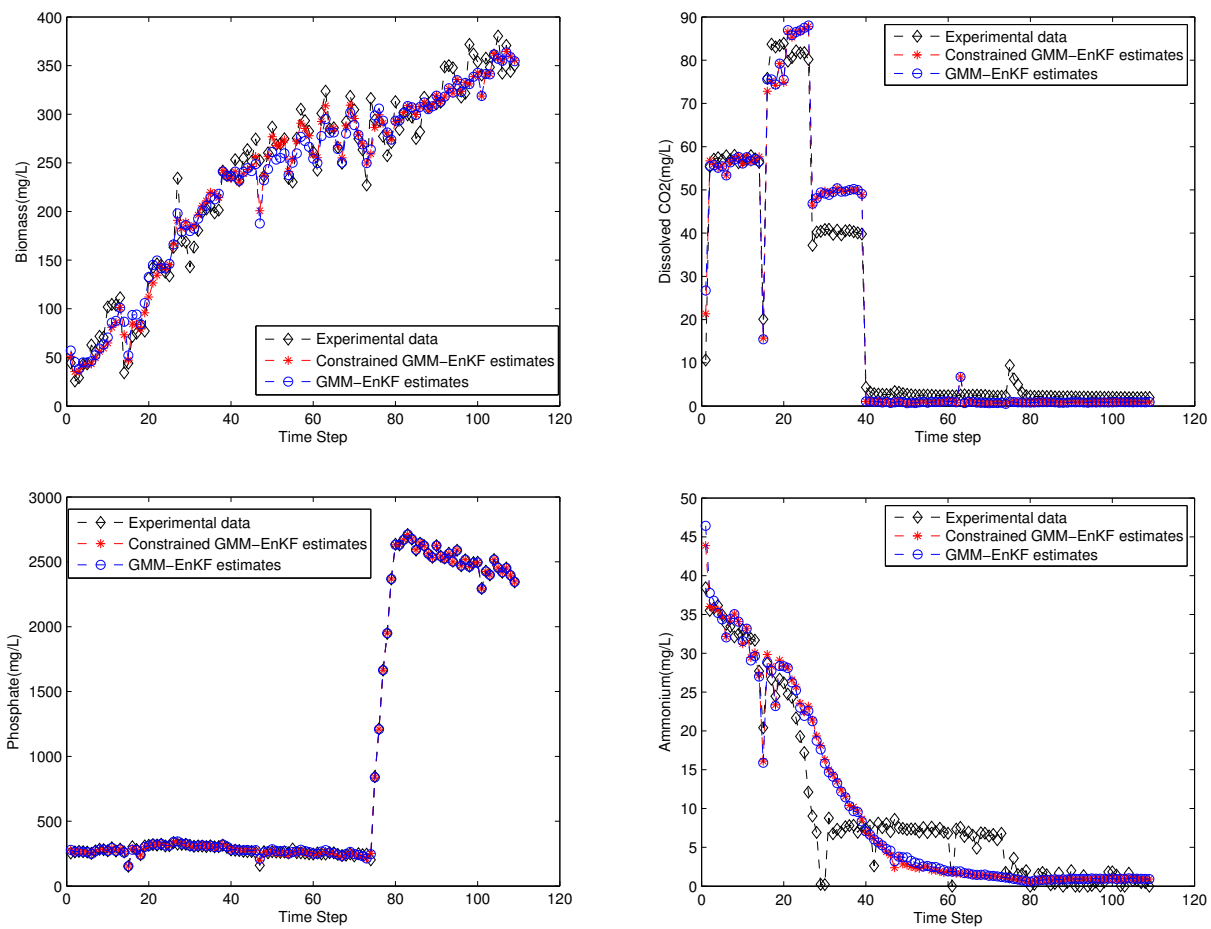 400
350
300
250
200
150
100
50
0
Biomass(mg/L)
Experimental data
Constrained GMM−EnKF estimates
GMM−EnKF estimates
0 20 40 60 80 100 120
Time Step
90
80
70
60
50
40
30
20
10
0
Dissolved CO2(mg/L)
Experimental data
Constrained GMM−EnKF estimates
GMM−EnKF estimates
0 20 40 60 80 100 120
Time step
3000
2500
2000
1500
1000
500
0
Phosphate(mg/L)
Experimental data
Constrained GMM−EnKF estimates
GMM−EnKF estimates
0 20 40 60 80 100 120
Time Step
50
45
40
35
30
25
20
15
10
5
0
Ammonium(mg/L)
Experimental data
Constrained GMM−EnKF estimates
GMM−EnKF estimates
0 20 40 60 80 100 120
Time Step